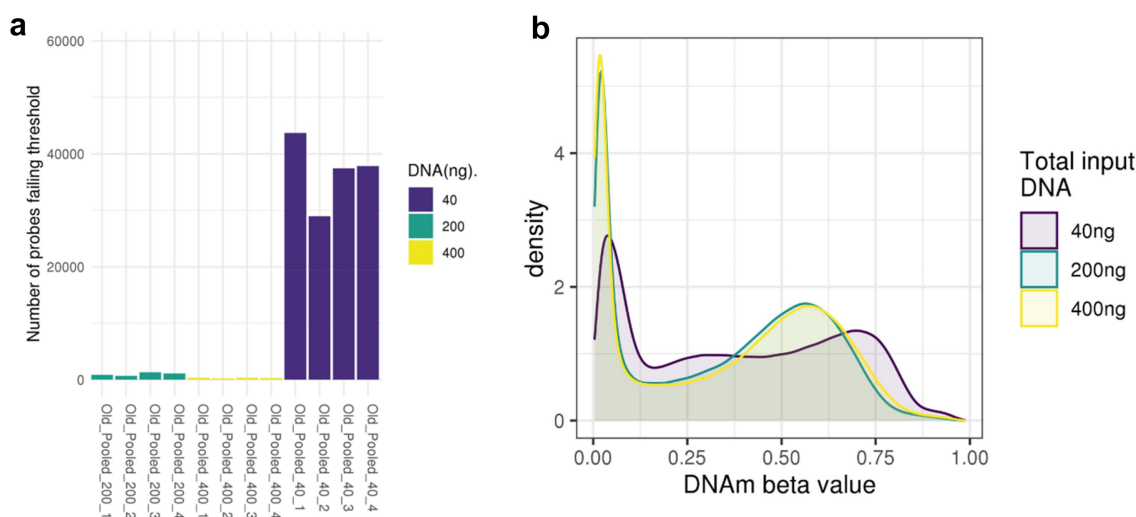 a
Number of probes failing threshold
60000
40000
20000
0
Old_Pooled_200_1
Old_Pooled_200_2
Old_Pooled_200_3
Old_Pooled_200_4
Old_Pooled_400_1
Old_Pooled_400_2
Old_Pooled_400_3
Old_Pooled_400_4
Old_Pooled_40_1
Old_Pooled_40_2
Old_Pooled_40_3
Old_Pooled_40_4
DNA(ng).
40
200
400
b
density
4
2
0
0.00 0.25 0.50 0.75 1.00
DNAm beta value
Total input
DNA
40ng
200ng
400ng